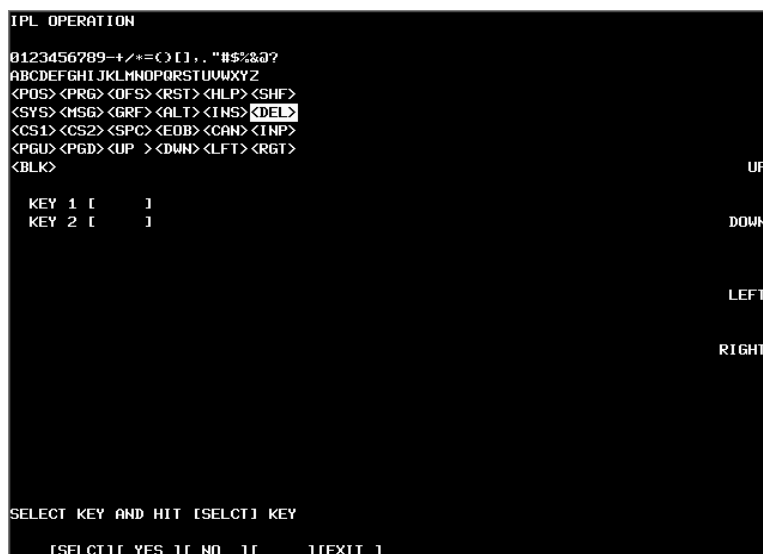 IPL OPERATION
0123456789-+/*=()[],."#$%&@?
ABCDEFGHIJKLMNOPQRSTUVWXYZ
<POS><PRG><OFS><RST><HLP><SHF>
<SYS><MSG><GRF><ALT><INS><DEL>
<CS1><CS2><SPC><EOB><CAN><INP>
<PGU><PGD><UP ><DWN><LFT><RGT>
<BLK>
UP
KEY 1 [      ]
KEY 2 [      ]
DOWN
LEFT
RIGHT
SELECT KEY AND HIT [SELCT] KEY
[SELCT][ YES ][ NO  ][     ][EXIT ]